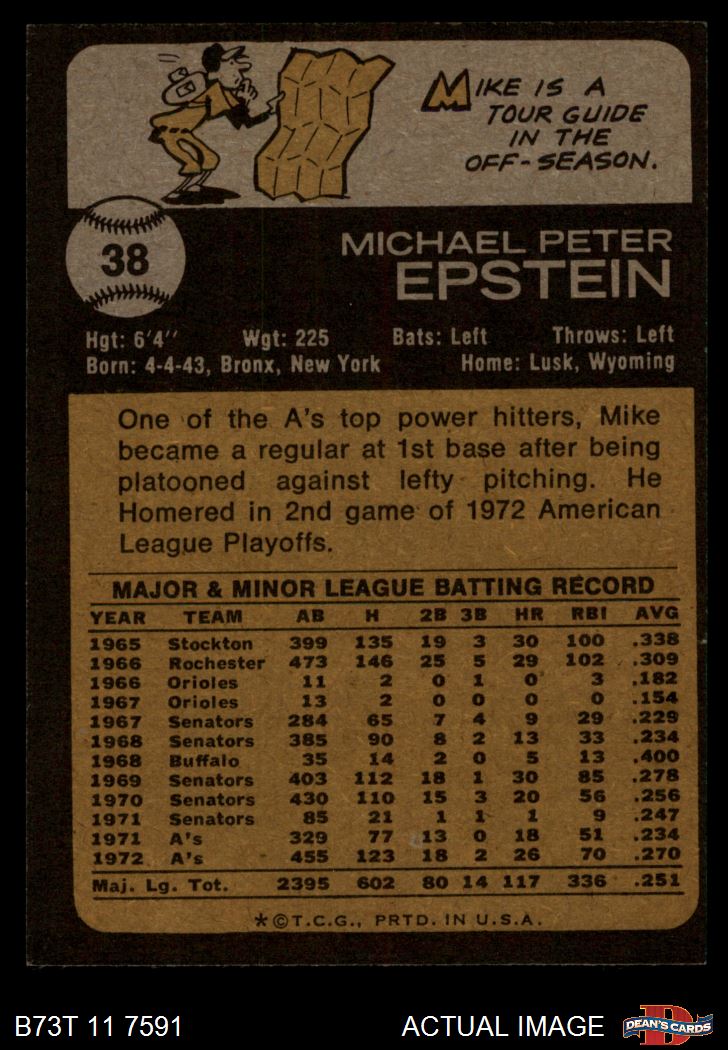 MIKE IS A
TOUR GUIDE
IN THE
OFF-SEASON.
38
MICHAEL PETER
EPSTEIN
Hgt: 6'4" Wgt: 225 Bats: Left Throws: Left
Born: 4-4-43, Bronx, New York Home: Lusk, Wyoming
One of the A's top power hitters, Mike
became a regular at 1st base after being
platooned against lefty pitching. He
Homered in 2nd game of 1972 American
League Playoffs.
MAJOR & MINOR LEAGUE BATTING RECORD
YEAR TEAM AB H 2B 3B HR RBI AVG
1965 Stockton 399 135 19 3 30 100 .338
1966 Rochester 473 146 25 5 29 102 .309
1966 Orioles 11 2 0 1 0 3 .182
1967 Orioles 13 2 0 0 0 0 .154
1967 Senators 284 65 7 4 9 29 .229
1968 Senators 385 90 8 2 13 33 .234
1968 Buffalo 35 14 2 0 5 13 .400
1969 Senators 403 112 18 1 30 85 .278
1970 Senators 430 110 15 3 20 56 .256
1971 Senators 85 21 1 1 1 9 .247
1971 A's 329 77 13 0 18 51 .234
1972 A's 455 123 18 2 26 70 .270
Maj. Lg. Tot. 2395 602 80 14 117 336 .251
*©T.C.G., PRTD. IN U.S.A.
B73T 11 7591 ACTUAL IMAGE D DEAN'S CARDS